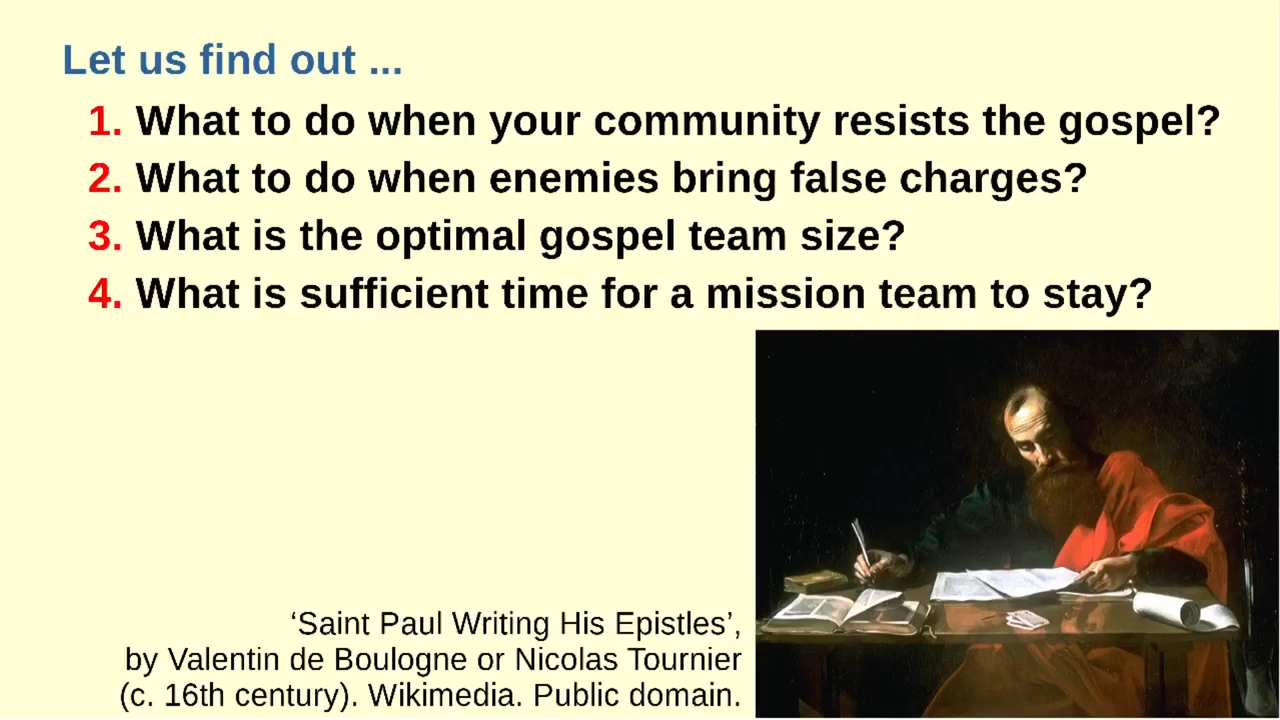 Let us find out ...
1. What to do when your community resists the gospel?
2. What to do when enemies bring false charges?
3. What is the optimal gospel team size?
4. What is sufficient time for a mission team to stay?
‘Saint Paul Writing His Epistles’,
by Valentin de Boulogne or Nicolas Tournier
(c. 16th century). Wikimedia. Public domain.